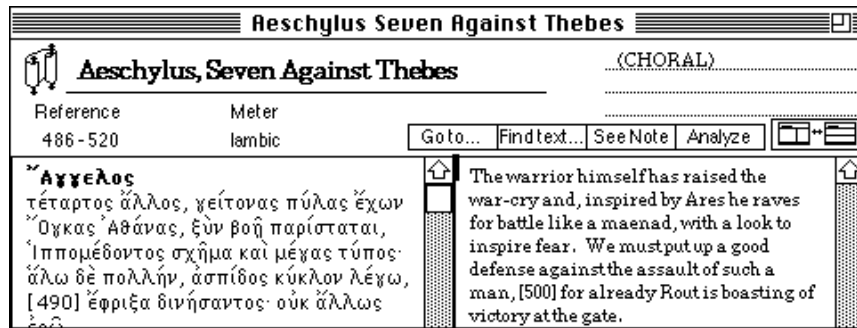 Aeschylus Seven Against Thebes
Aeschylus, Seven Against Thebes
(CHORAL)
Reference
Meter
486-520
Iambic
Go to...
Find text...
See Note
Analyze
Ἄγγελος
τέταρτος ἄλλος, γείτονας πύλας ἔχων
Ὄγκας Ἀθάνας, ξὺν βοῇ παρίσταται,
Ἱππομέδοντος σχῆμα καὶ μέγας τύπος·
ἅλω δὲ πολλήν, ἀσπίδος κύκλον λέγω,
[490] ἔφριξα δινήσαντος· οὐκ ἄλλως
The warrior himself has raised the
war-cry and, inspired by Ares he raves
for battle like a maenad, with a look to
inspire fear. We must put up a good
defense against the assault of such a
man, [500] for already Rout is boasting of
victory at the gate.